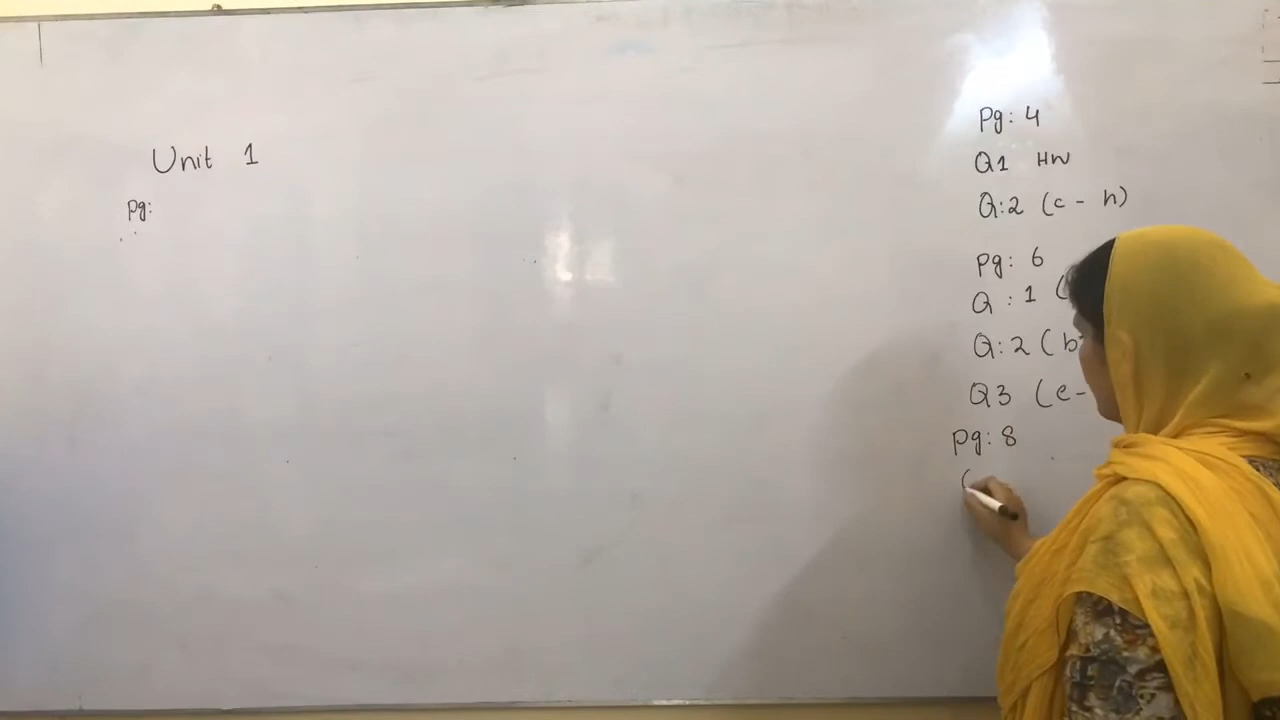 Unit 1
Pg:
Pg: 4
Q1 HW
Q:2 (c - h)
Pg: 6
Q : 1 (
Q:2 (b-
Q3 (e-
Pg: 8